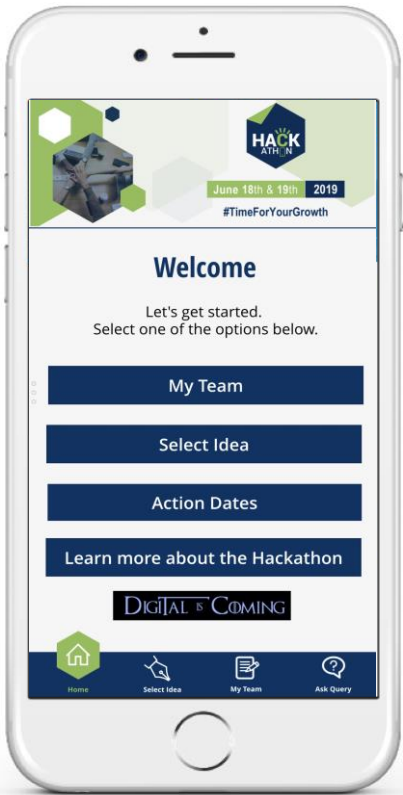 HACK
ATHON
June 18th & 19th 2019
#TimeForYourGrowth
Welcome
Let's get started.
Select one of the options below.
My Team
Select Idea
Action Dates
Learn more about the Hackathon
DIGITAL IS COMING
Home Select Idea My Team Ask Query